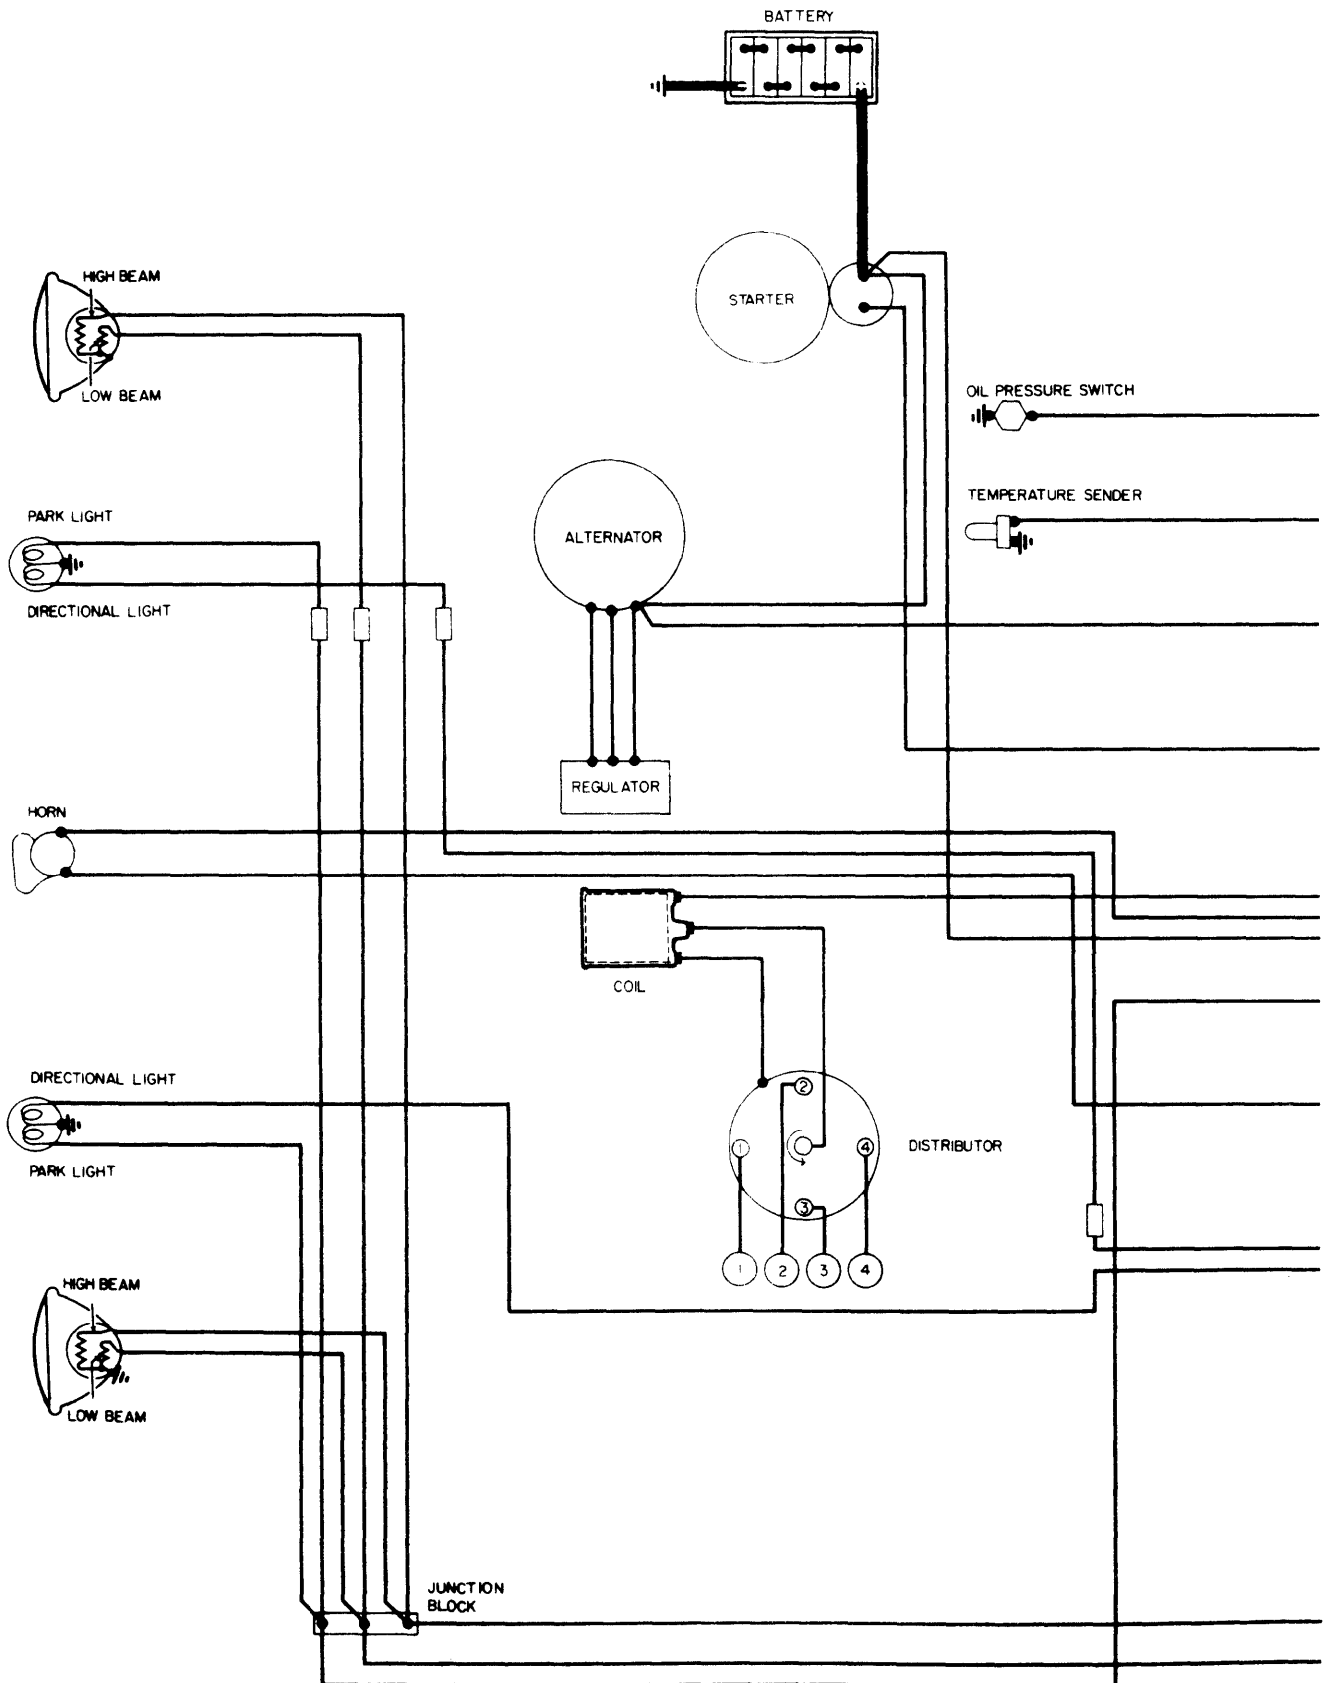 BATTERY
HIGH BEAM
STARTER
LOW BEAM
OIL PRESSURE SWITCH
TEMPERATURE SENDER
PARK LIGHT
ALTERNATOR
DIRECTIONAL LIGHT
REGULATOR
HORN
COIL
DIRECTIONAL LIGHT
2
1
4
DISTRIBUTOR
PARK LIGHT
3
1
2
3
4
HIGH BEAM
LOW BEAM
JUNCTION
BLOCK